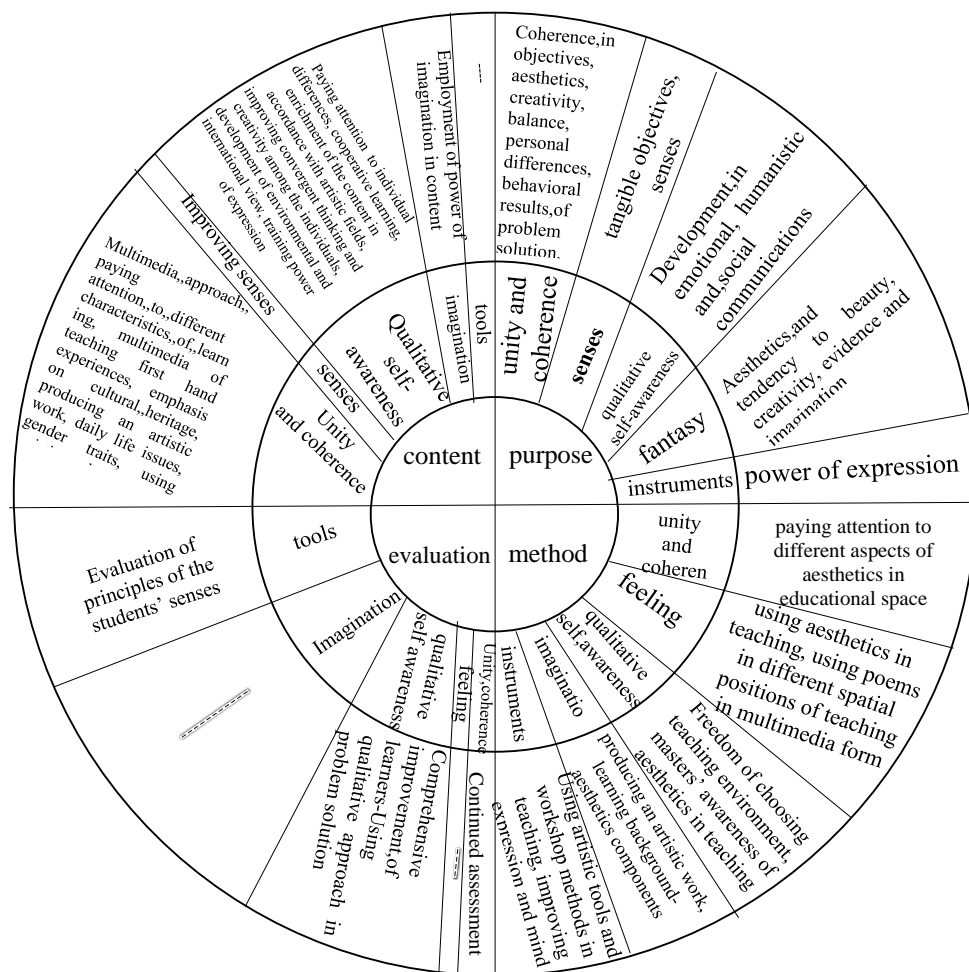 content
purpose
evaluation
method
unity and
coherence
senses
qualitative
self-awareness
fantasy
instruments
unity
and
coheren
feeling
qualitative
self,awareness
imaginatio
instruments
Unity,coherence
feeling
qualitative
self awareness
Imagination
tools
Unity
and coherence
senses
Qualitative
self-
awareness
imagination
tools
Coherence,in
objectives,
aesthetics,
creativity,
balance,
personal
differences,
behavioral
results,of
problem
solution.
tangible objectives,
senses
Development,in
emotional, humanistic
and,social
communications
Aesthetics,and
tendency to beauty,
creativity, evidence and
imagination
power of expression
paying attention to
different aspects of
aesthetics in
educational space
using aesthetics in
teaching, using poems
in different spatial
positions of teaching
in multimedia form
Freedom of choosing
teaching environment,
masters' awareness of
aesthetics in teaching
producing an artistic work,
learning background-
aesthetics components
Using artistic tools and
workshop methods in
teaching, improving
expression and mind
Continued assessment
----
Comprehensive
improvement,of
learners-Using
qualitative approach in
problem solution
----------
Evaluation of
principles of the
students' senses
Multimedia,,approach,,
paying
attention,,to,,different
characteristics,,of,,learn
ing, multimedia of
teaching first hand
experiences, emphasis
on cultural,,heritage,
producing an artistic
work, daily life issues,
gender traits, using
Improving senses
Paying attention to individual
differences, cooperative learning,
enrichment of the content in
accordance with artistic fields,
improving convergent thinking and
creativity among the individuals,
development of environmental and
international view, training power
of expression
Employment of power of
imagination in content
----